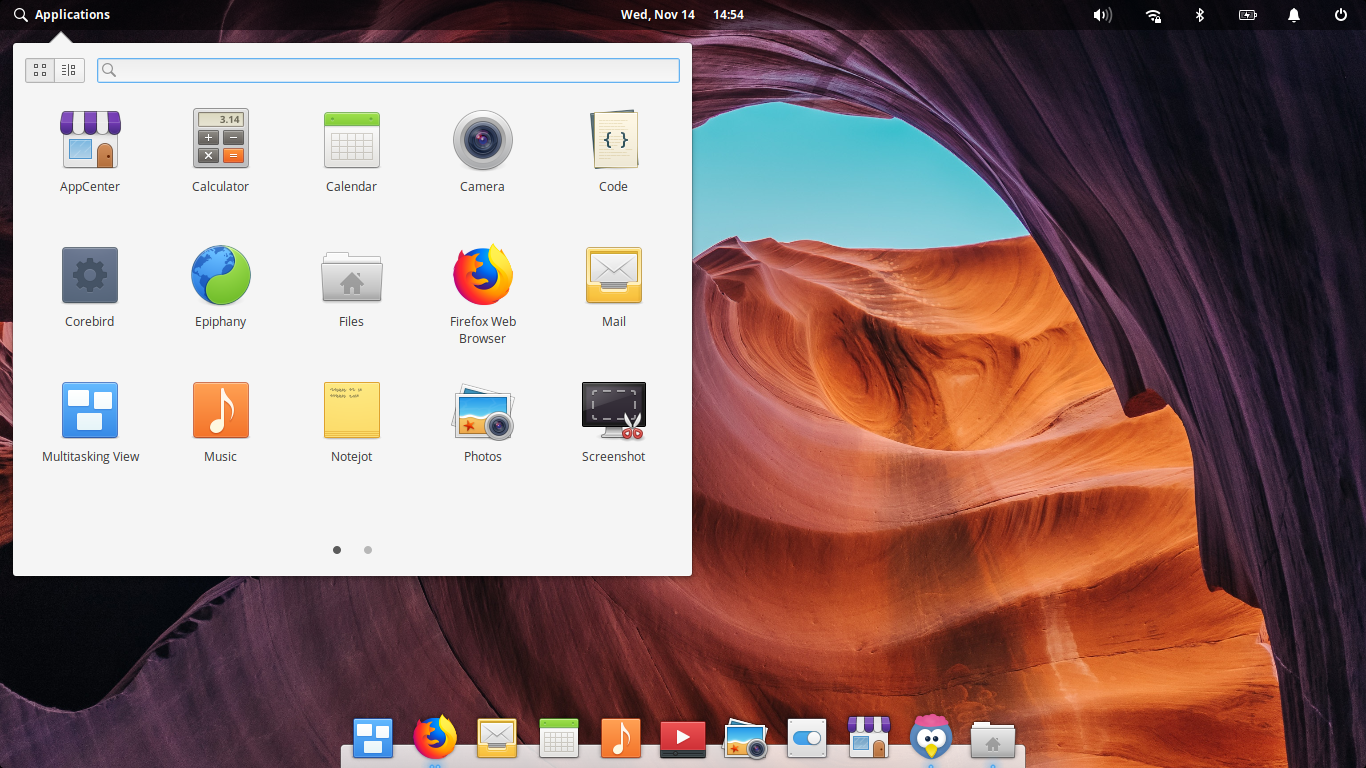 Applications
Wed, Nov 14 14:54
3.14
AppCenter
Calculator
Calendar
Camera
{ }
Code
Corebird
Epiphany
Files
Firefox Web
Browser
Mail
Multitasking View
Music
Notejot
Photos
Screenshot